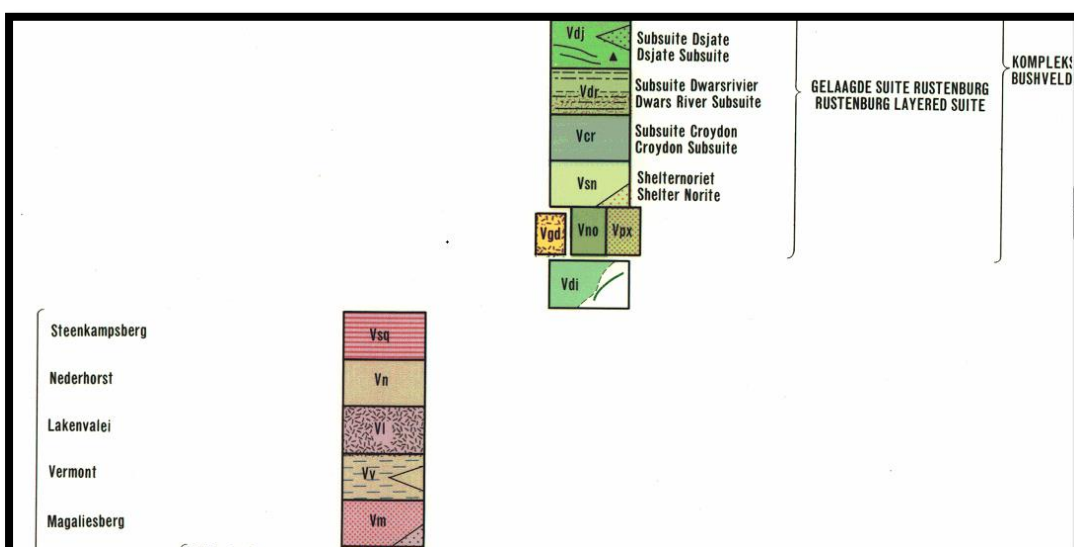 Vdj
Subsuite Dsjate
Dsjate Subsuite
Vdr
Subsuite Dwarsrivier
Dwars River Subsuite
Vcr
Subsuite Croydon
Croydon Subsuite
Vsn
Shelternoriet
Shelter Norite
Vgd
Vno
Vpx
Vdi
GELAAGDE SUITE RUSTENBURG
RUSTENBURG LAYERED SUITE
KOMPLEKS
BUSHVELD
Steenkampsberg
Vsq
Nederhorst
Vn
Lakenvalei
Vl
Vermont
Vv
Magaliesberg
Vm